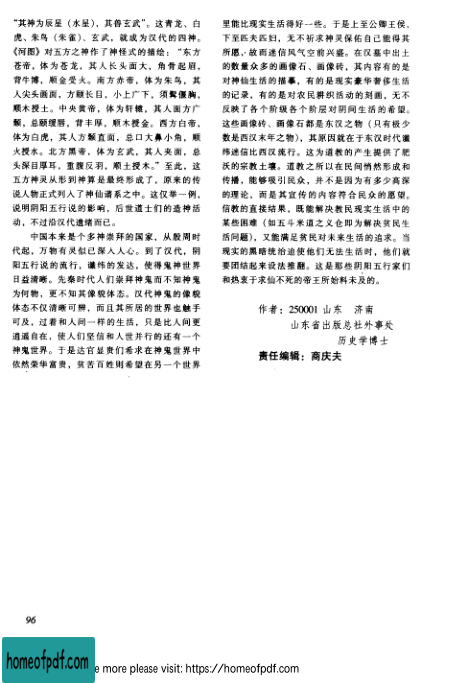 "其神为辰星（水星），其兽玄武"。这青龙、白
虎、朱鸟（朱雀）、玄武，就成为汉代的四神。
《河图》对五方之神作了神怪式的描绘："东方
苍帝，体为苍龙，其人长头面大，角骨起眉，
背丰博，顺金受火。南方赤帝，体为朱鸟，其
人尖头圆面，方颐长目，小上广下，须髯偃胸，
顺木授土。中央黄帝，体为轩辕，其人面方广
颡，总颐缓唇，背丰厚，顺木授金。西方白帝，
体为白虎，其人方颡直面，总口大鼻小角，顺
火授水。北方黑帝，体为玄武，其人夹面，总
头深目厚耳，重腹反羽，顺土授木。"至此，这
五方神灵从形到神算是最终形成了，原来的传
说人物正式列入了神仙谱系之中。这仅举一例，
说明阴阳五行说的影响，后世道士们的造神活
动，不过沿汉代遗绪而已。
中国本来是个多神崇拜的国家，从殷周时
代起，万物有灵似已深入人心。到了汉代，阴
阳五行说的流行，谶纬的发达，使得鬼神世界
日益清晰。先秦时代人们崇拜神鬼而不知神鬼
为何物，更不知其像貌体态。汉代神鬼的像貌
体态不仅清晰可辨，而且其所居的世界也触手
可及，过着和人间一样的生活，只是比人间更
逍遥自在，使人们坚信和人世并行的还有一个
神鬼世界。于是达官显贵们希求在神鬼世界中
依然荣华富贵，贫苦百姓则希望在另一个世界
里能比现实生活得好一些。于是上至公卿王侯、
下至匹夫匹妇，无不祈求神灵保佑自己能得其
所愿，故而迷信风气空前兴盛。在汉墓中出土
的数量众多的画像石、画像砖，其内容有的是
对神仙生活的描摹，有的是现实豪华奢侈生活
的记录，有的是对农民耕织活动的刻画，无不
反映了各个阶级各个阶层对阴间生活的希望。
这些画像砖、画像石都是东汉之物（只有极少
数是西汉末年之物），其原因就在于东汉时代谶
纬迷信比西汉流行。这为道教的产生提供了肥
沃的宗教土壤。道教之所以在民间悄然形成和
传播，能够吸引民众，并不是因为有多少高深
的理论，而是其宣传的内容符合民众的愿望。
信教的直接结果，既能解决教民现实生活中的
某些困难（如五斗米道之义仓即为解决贫民生
活问题），又能满足贫民对未来生活的追求。当
现实的黑暗统治迫使他们无法生活时，他们就
要团结起来设法推翻。这是那些阴阳五行家们
和热衷于求仙不死的帝王所始料未及的。
作者：250001 山东 济南
山东省出版总社外事处
历史学博士
责任编辑：商庆夫
96
homeofpdf.com
e more please visit: https://homeofpdf.com